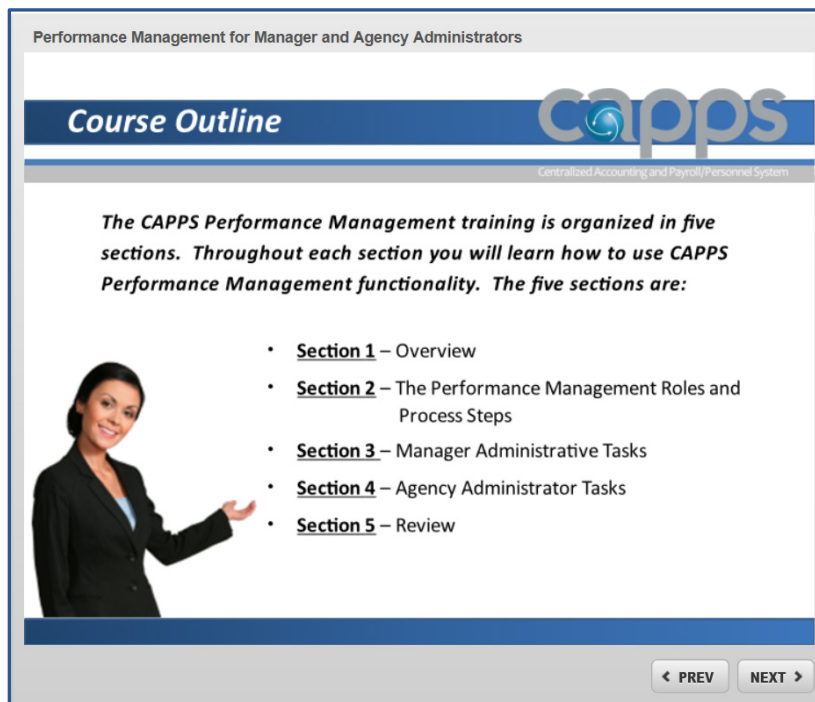 Performance Management for Manager and Agency Administrators
Course Outline
capps
Centralized Accounting and Payroll/Personnel System
The CAPPS Performance Management training is organized in five
sections. Throughout each section you will learn how to use CAPPS
Performance Management functionality. The five sections are:
• Section 1 – Overview
• Section 2 – The Performance Management Roles and
Process Steps
• Section 3 – Manager Administrative Tasks
• Section 4 – Agency Administrator Tasks
• Section 5 – Review
< PREV NEXT >